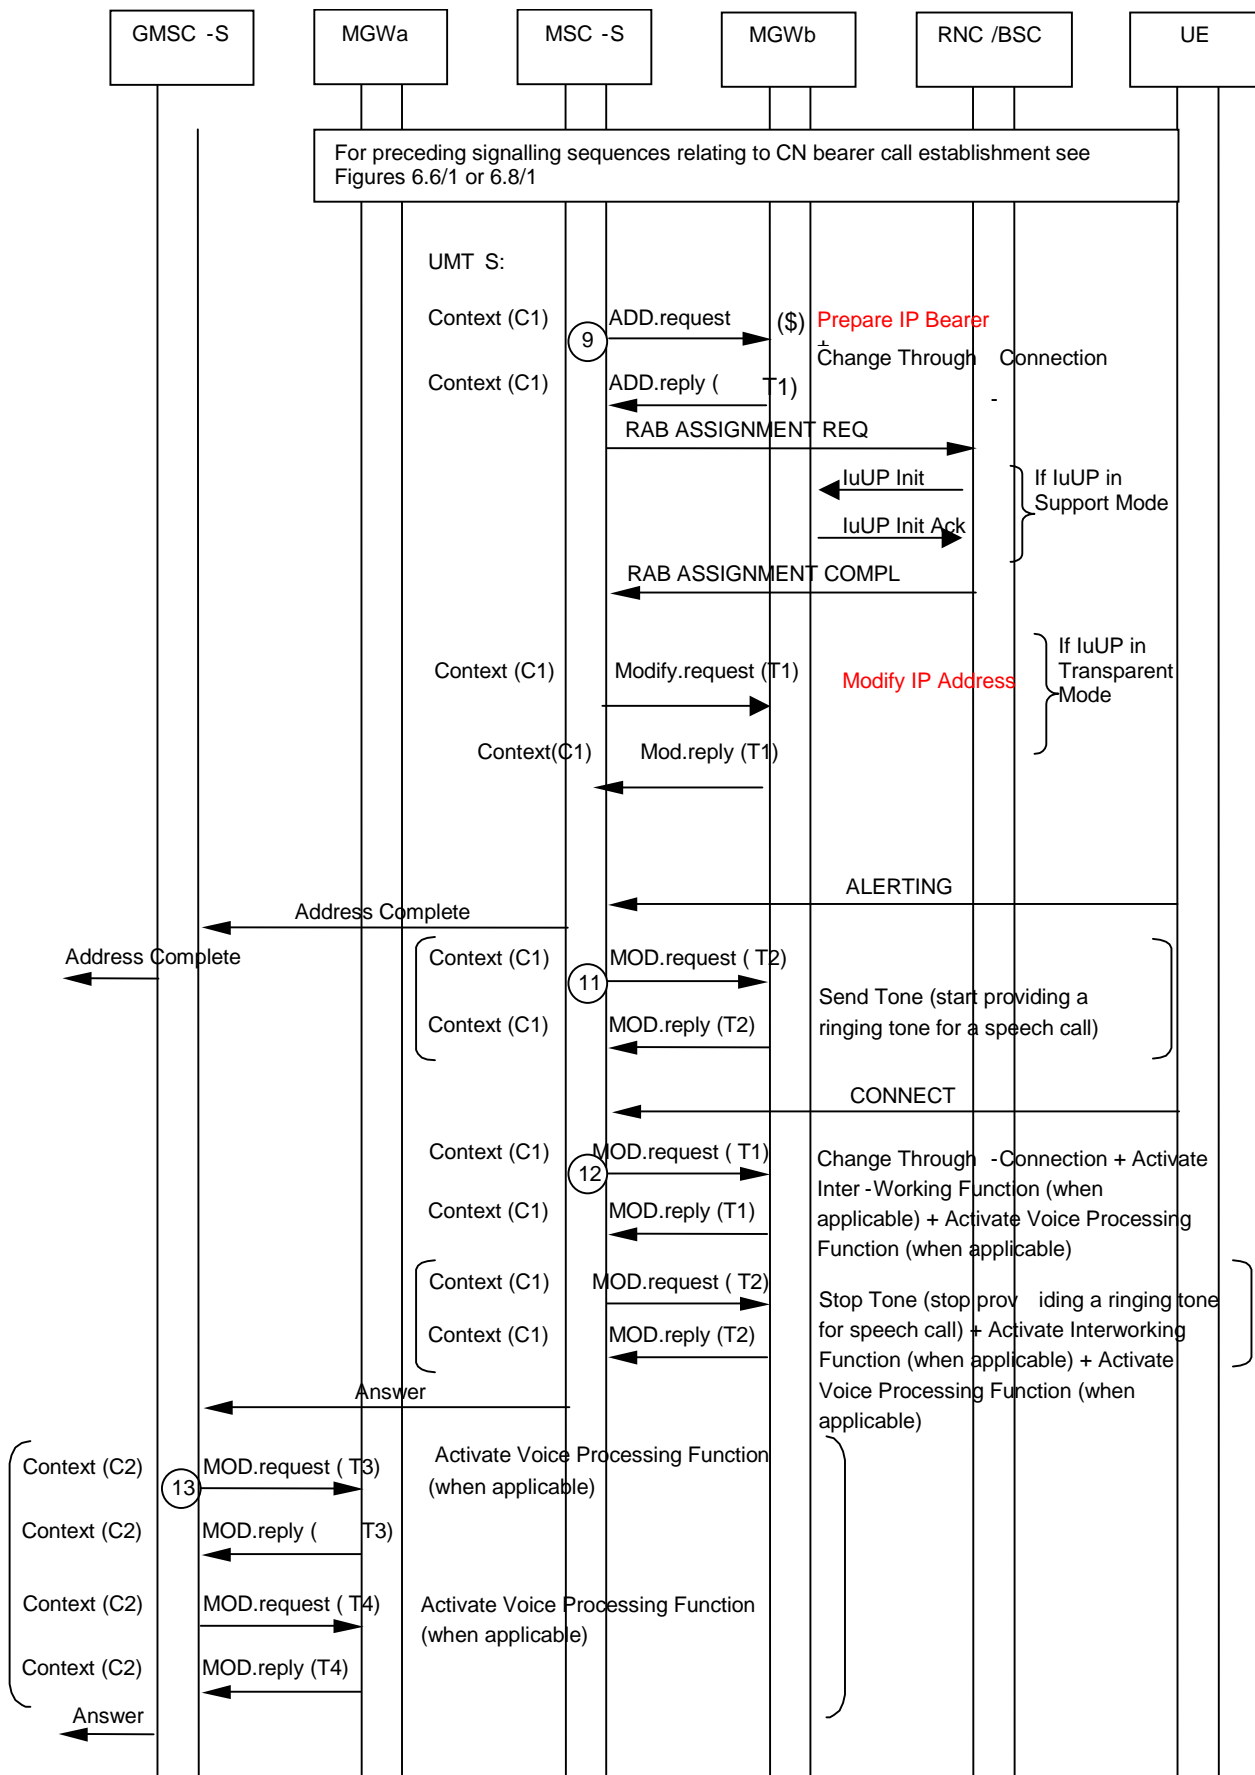 GMSC -S
MGWa
MSC -S
MGWb
RNC /BSC
UE
For preceding signalling sequences relating to CN bearer call establishment see
Figures 6.6/1 or 6.8/1
UMT S:
Context (C1)
9
ADD.request
($)
Prepare IP Bearer
+
Change Through Connection
-
Context (C1)
ADD.reply ( T1)
RAB ASSIGNMENT REQ
IuUP Init
IuUP Init Ack
If IuUP in
Support Mode
RAB ASSIGNMENT COMPL
Context (C1)
Modify.request (T1)
Modify IP Address
If IuUP in
Transparent
Mode
Context(C1)
Mod.reply (T1)
ALERTING
Address Complete
Address Complete
Context (C1)
11
MOD.request ( T2)
Send Tone (start providing a
ringing tone for a speech call)
Context (C1)
MOD.reply (T2)
CONNECT
Context (C1)
12
MOD.request ( T1)
Change Through -Connection + Activate
Inter -Working Function (when
applicable) + Activate Voice Processing
Function (when applicable)
Context (C1)
MOD.reply (T1)
Context (C1)
MOD.request ( T2)
Stop Tone (stop prov iding a ringing tone
for speech call) + Activate Interworking
Function (when applicable) + Activate
Voice Processing Function (when
applicable)
Context (C1)
MOD.reply (T2)
Answer
Context (C2)
13
MOD.request ( T3)
Activate Voice Processing Function
(when applicable)
Context (C2)
MOD.reply ( T3)
Context (C2)
MOD.request ( T4)
Activate Voice Processing Function
(when applicable)
Context (C2)
MOD.reply (T4)
Answer